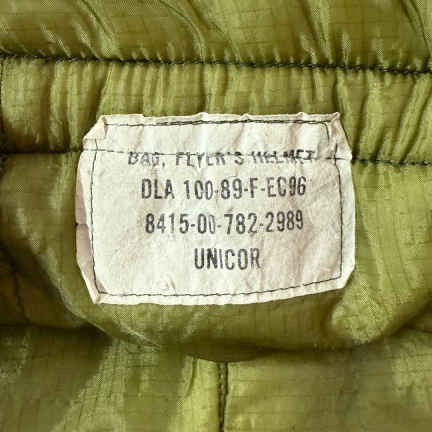 BAG, FLYER'S HELMET
DLA 100-89-F-EC96
8415-00-782-2989
UNICOR